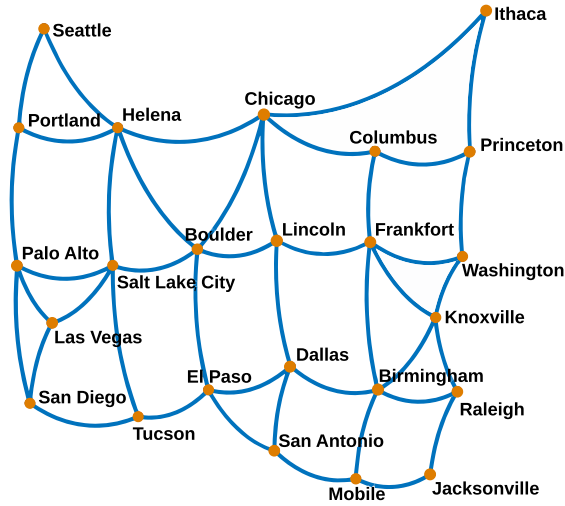 Ithaca
Seattle
Chicago
Portland
Helena
Columbus
Princeton
Boulder
Lincoln
Frankfort
Palo Alto
Salt Lake City
Washington
Las Vegas
Knoxville
Dallas
El Paso
Birmingham
San Diego
Raleigh
Tucson
San Antonio
Mobile
Jacksonville